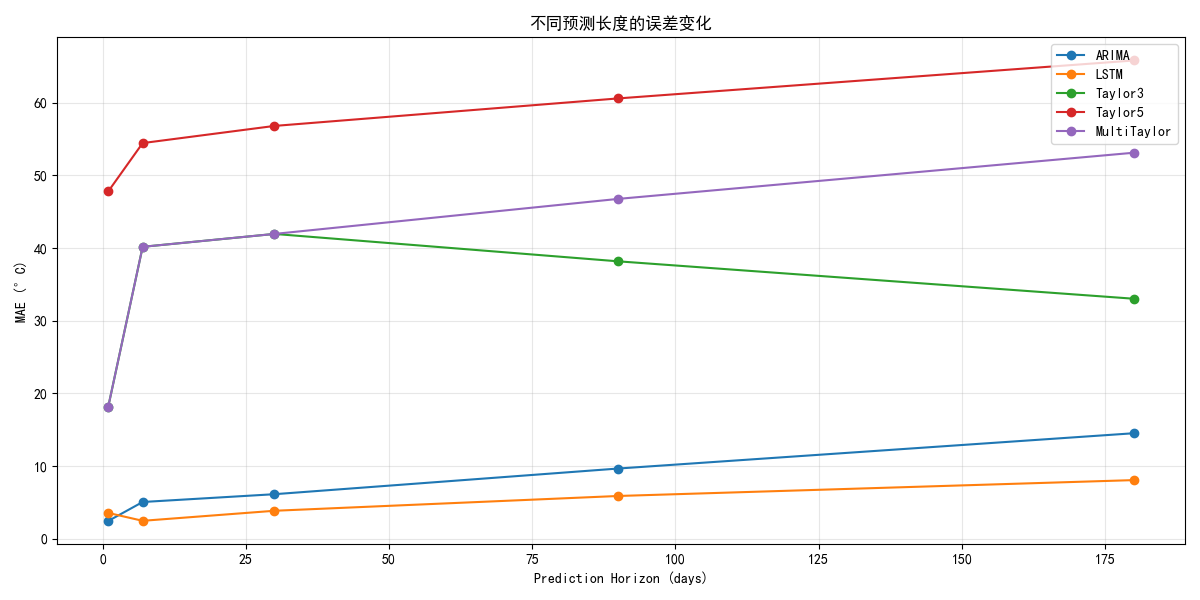 不同预测长度的误差变化
ARIMA
LSTM
Taylor3
Taylor5
MultiTaylor
MAE (°C)
60
50
40
30
20
10
0
0 25 50 75 100 125 150 175
Prediction Horizon (days)